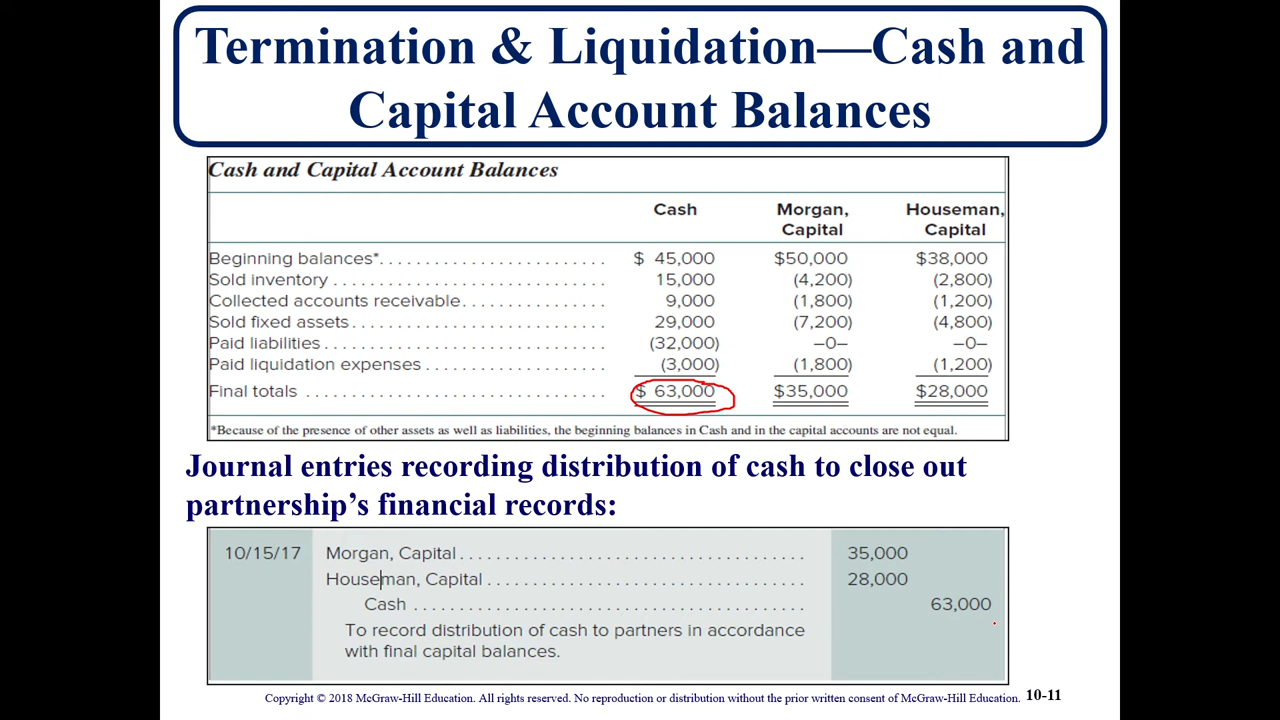 Termination & Liquidation—Cash and
Capital Account Balances
Cash and Capital Account Balances
Cash Morgan, Capital Houseman, Capital
Beginning balances*. . . . . . . . . . . . . . . . . . . . . . . . . $ 45,000 $50,000 $38,000
Sold inventory . . . . . . . . . . . . . . . . . . . . . . . . . . . . . . 15,000 (4,200) (2,800)
Collected accounts receivable. . . . . . . . . . . . . . . . 9,000 (1,800) (1,200)
Sold fixed assets . . . . . . . . . . . . . . . . . . . . . . . . . . . . 29,000 (7,200) (4,800)
Paid liabilities . . . . . . . . . . . . . . . . . . . . . . . . . . . . . . . (32,000) –0– –0–
Paid liquidation expenses . . . . . . . . . . . . . . . . . . . . (3,000) (1,800) (1,200)
Final totals . . . . . . . . . . . . . . . . . . . . . . . . . . . . . . . . . $ 63,000 $35,000 $28,000
*Because of the presence of other assets as well as liabilities, the beginning balances in Cash and in the capital accounts are not equal.
Journal entries recording distribution of cash to close out
partnership’s financial records:
10/15/17 Morgan, Capital . . . . . . . . . . . . . . . . . . . . . . . . . . . . . . . . . . . . . . 35,000
Houseman, Capital . . . . . . . . . . . . . . . . . . . . . . . . . . . . . . . . . . . 28,000
Cash . . . . . . . . . . . . . . . . . . . . . . . . . . . . . . . . . . . . . . . . . . . 63,000
To record distribution of cash to partners in accordance
with final capital balances.
Copyright © 2018 McGraw-Hill Education. All rights reserved. No reproduction or distribution without the prior written consent of McGraw-Hill Education. 10-11